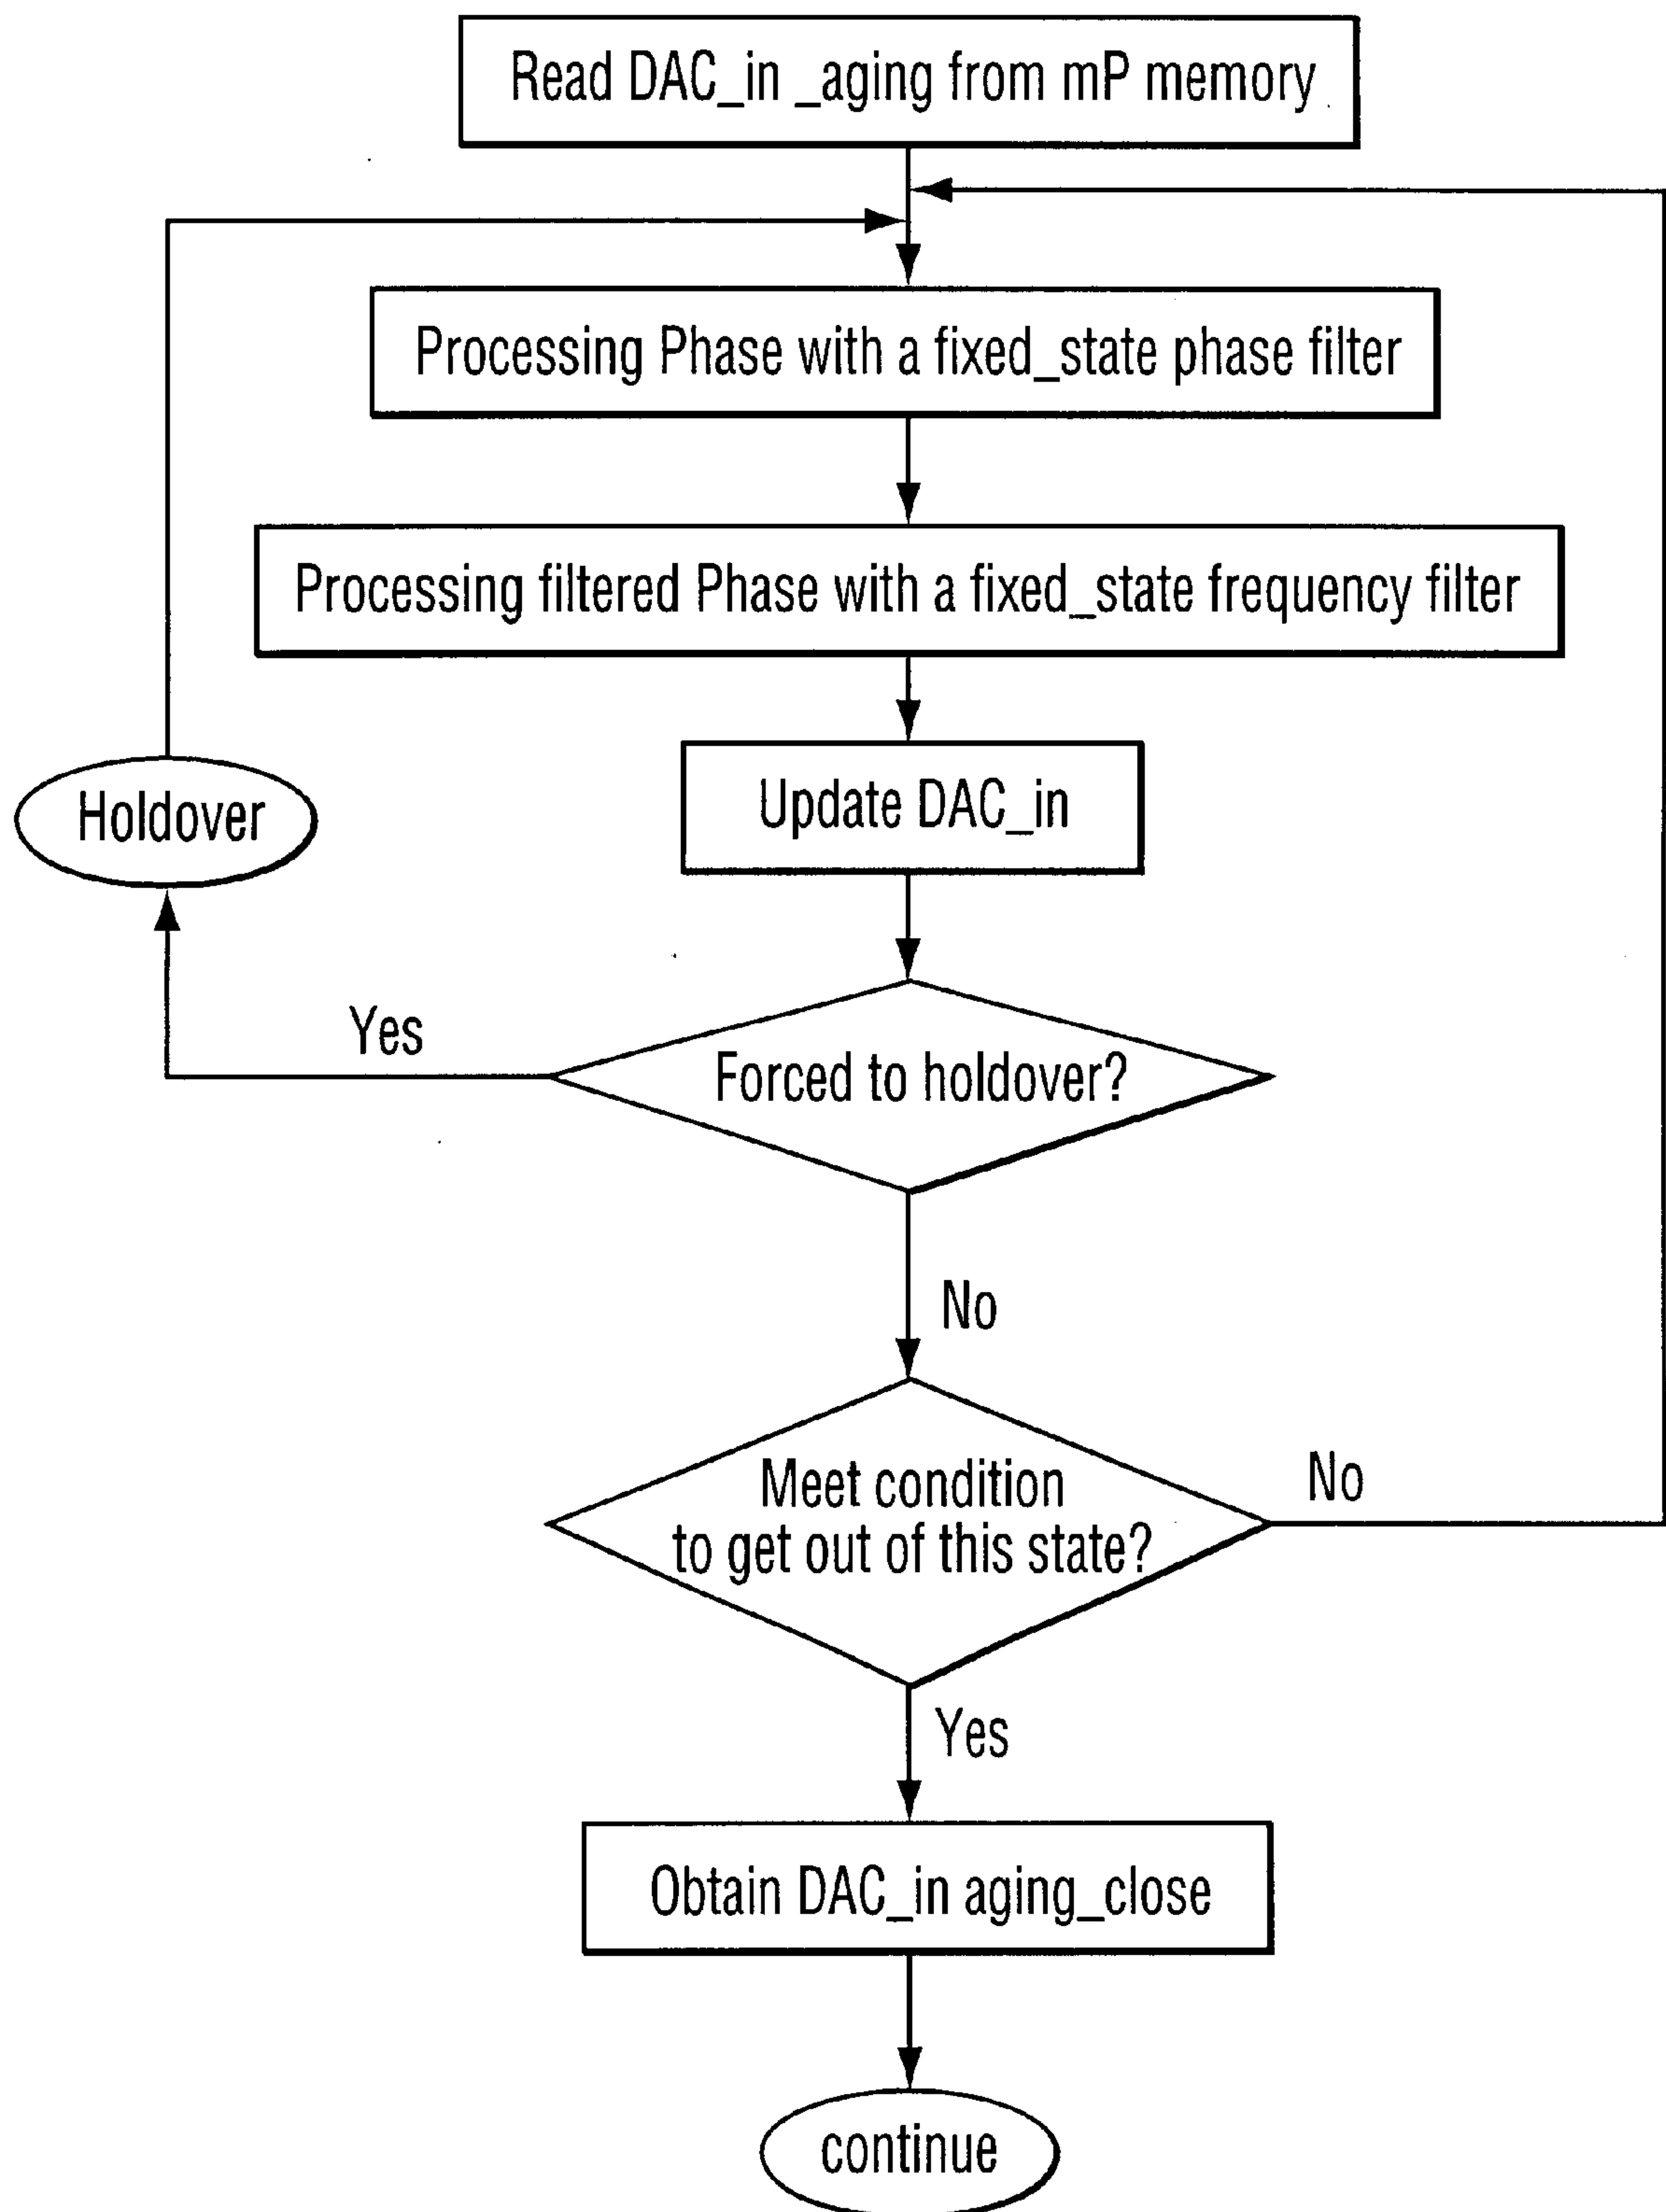 Read DAC_in _aging from mP memory
Processing Phase with a fixed_state phase filter
Processing filtered Phase with a fixed_state frequency filter
Update DAC_in
Holdover
Yes
Forced to holdover?
No
Meet condition
to get out of this state?
No
Yes
Obtain DAC_in aging_close
continue